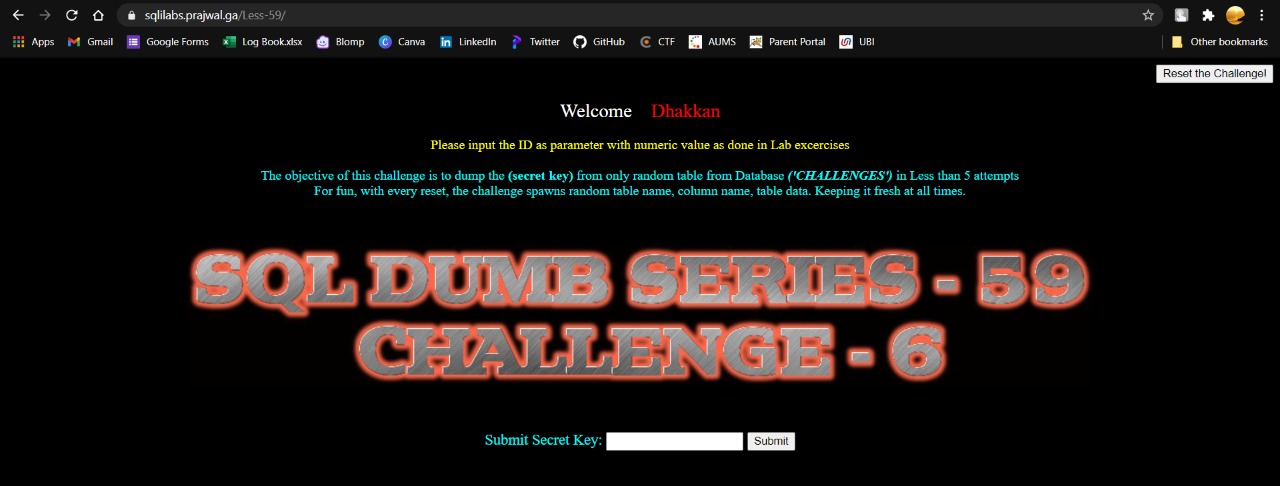 sqlilabs.prajwal.ga/Less-59/
Apps Gmail Google Forms Log Book.xlsx Blomp Canva LinkedIn Twitter GitHub CTF AUMS Parent Portal UBI Other bookmarks
Reset the Challenge!
Welcome Dhakkan
Please input the ID as parameter with numeric value as done in Lab excercises
The objective of this challenge is to dump the (secret key) from only random table from Database ('CHALLENGES') in Less than 5 attempts
For fun, with every reset, the challenge spawns random table name, column name, table data. Keeping it fresh at all times.
SQL DUMB SERIES - 59
CHALLENGE - 6
Submit Secret Key: Submit